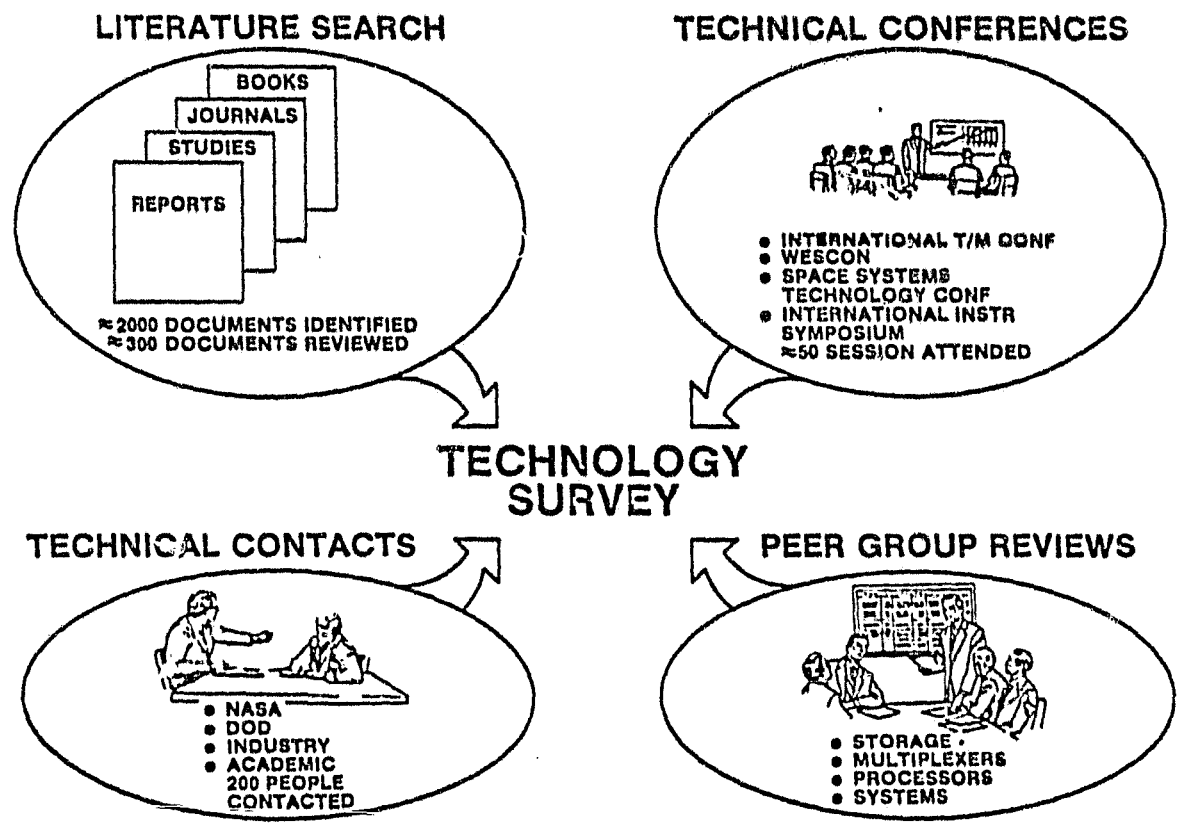 LITERATURE SEARCH
BOOKS
JOURNALS
STUDIES
REPORTS
≈2000 DOCUMENTS IDENTIFIED
≈300 DOCUMENTS REVIEWED
TECHNICAL CONFERENCES
● INTERNATIONAL T/M CONF
● WESCON
● SPACE SYSTEMS
TECHNOLOGY CONF
● INTERNATIONAL INSTR
SYMPOSIUM
≈50 SESSION ATTENDED
TECHNOLOGY
SURVEY
TECHNICAL CONTACTS
● NASA
● DOD
● INDUSTRY
● ACADEMIC
200 PEOPLE
CONTACTED
PEER GROUP REVIEWS
● STORAGE
● MULTIPLEXERS
● PROCESSORS
● SYSTEMS